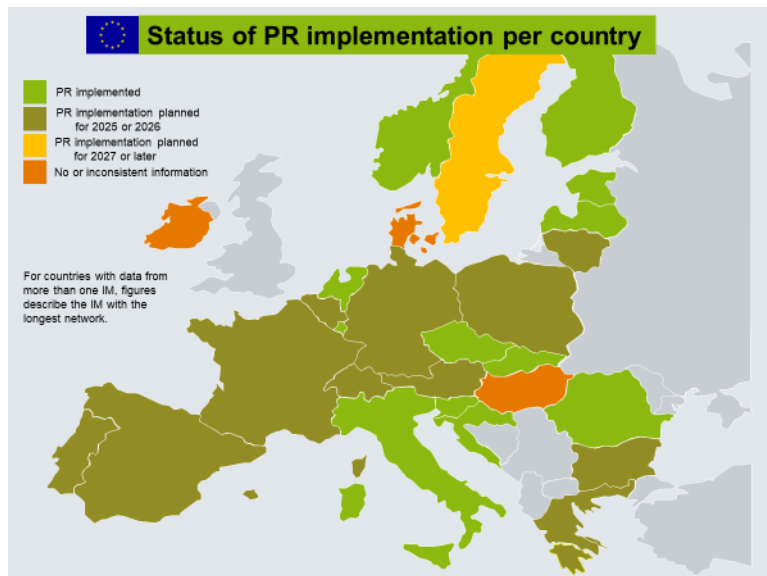 Status of PR implementation per country
PR implemented
PR implementation planned
for 2025 or 2026
PR implementation planned
for 2027 or later
No or inconsistent information
For countries with data from
more than one IM, figures
describe the IM with the
longest network.